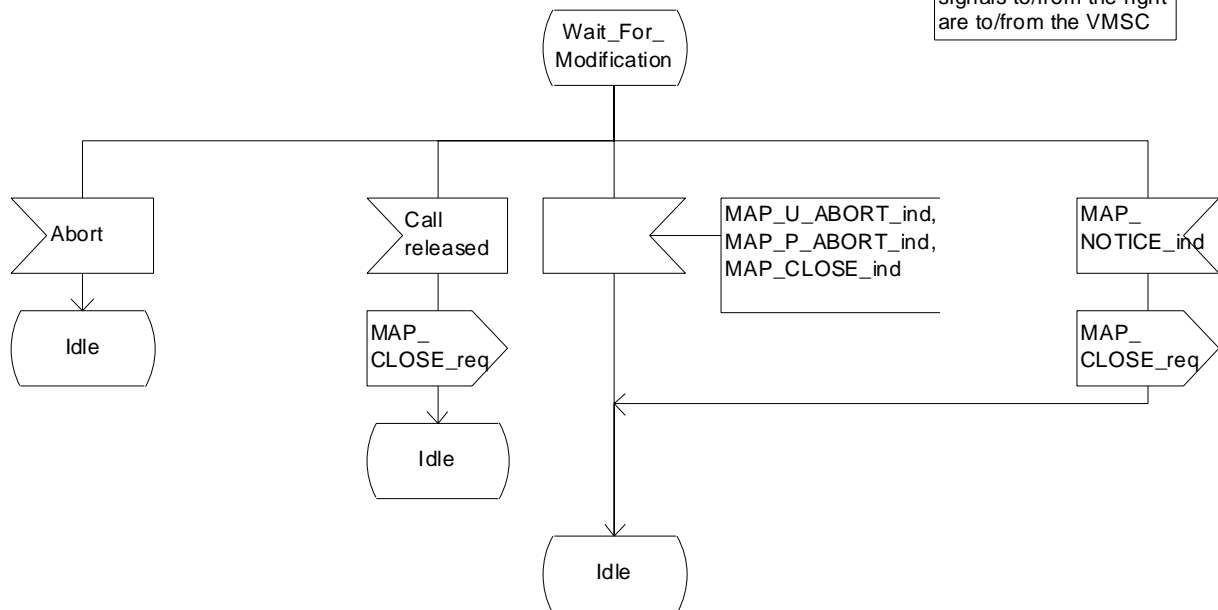 signals to/from the right
are to/from the VMSC
Wait_For_
Modification
Abort
Call
released
MAP_U_ABORT_ind,
MAP_P_ABORT_ind,
MAP_CLOSE_ind
MAP_
NOTICE_ind
Idle
MAP_
CLOSE_req
MAP_
CLOSE_req
Idle
Idle